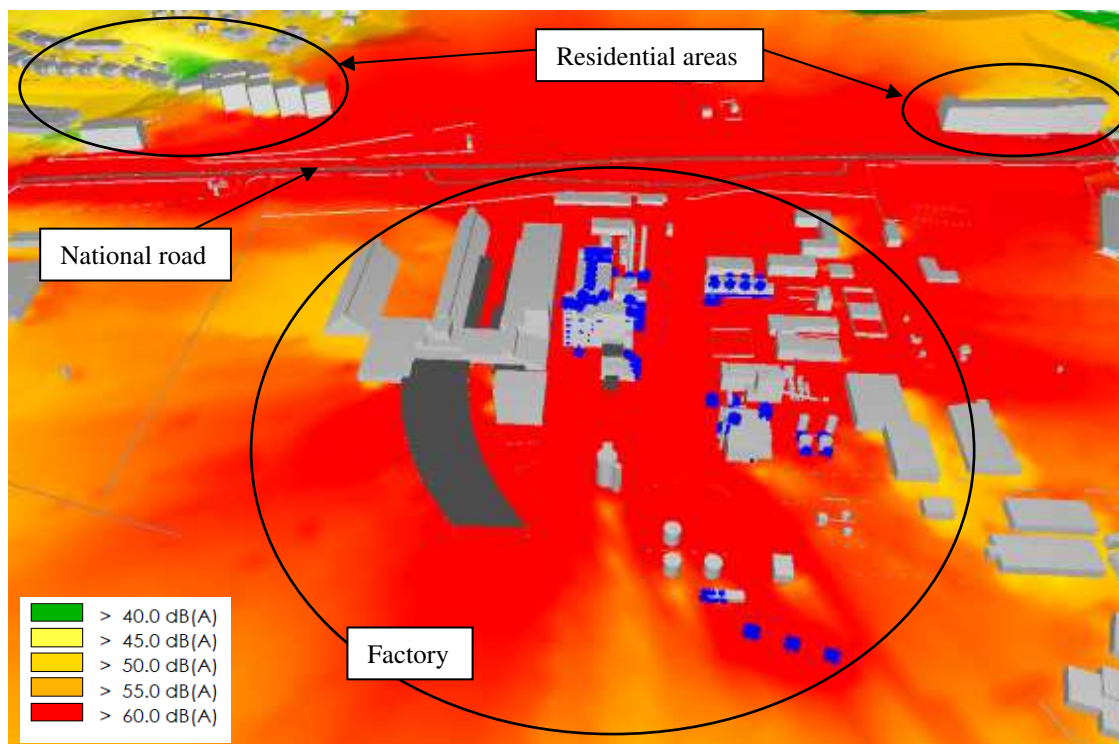 Residential areas
National road
Factory
> 40.0 dB(A)
> 45.0 dB(A)
> 50.0 dB(A)
> 55.0 dB(A)
> 60.0 dB(A)